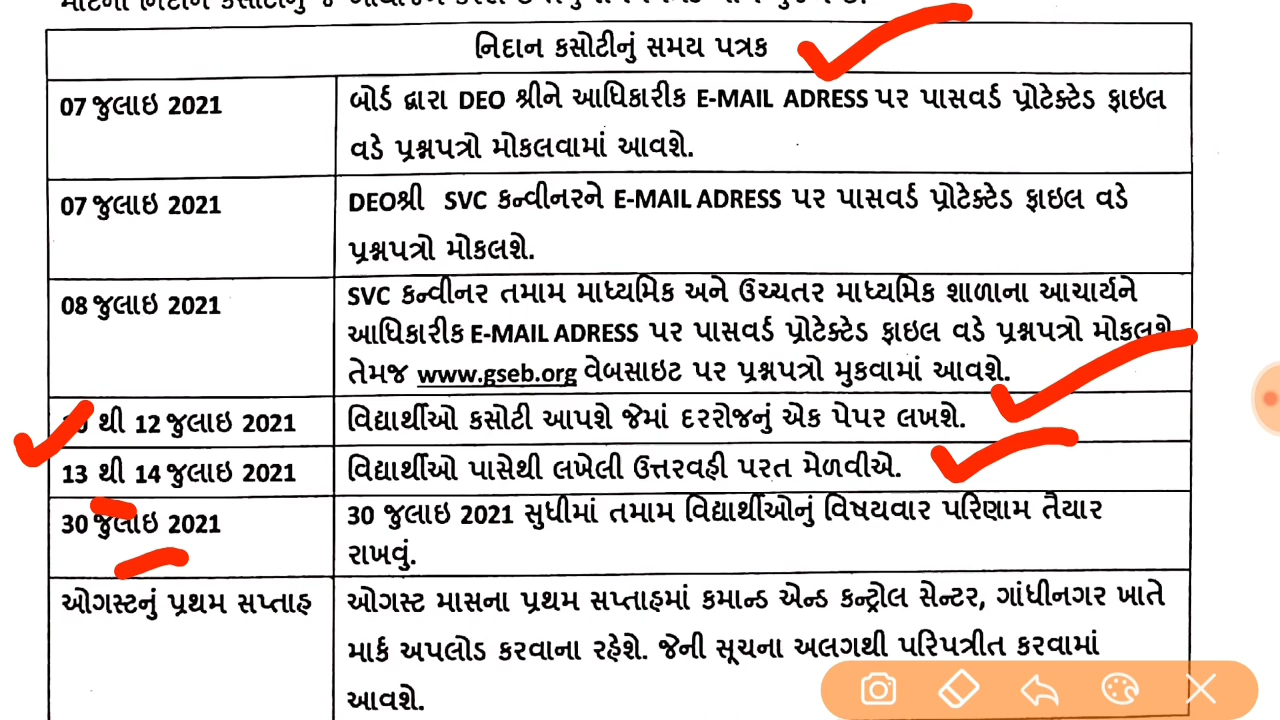 નિદાન કસોટીનું સમય પત્રક
07 જુલાઇ 2021
બોર્ડ દ્વારા DEO શ્રીને આધિકારીક E-MAIL ADRESS પર પાસવર્ડ પ્રોટેક્ટેડ ફાઇલ
વડે પ્રશ્નપત્રો મોકલવામાં આવશે.
07 જુલાઇ 2021
DEOશ્રી SVC કન્વીનરને E-MAIL ADRESS પર પાસવર્ડ પ્રોટેક્ટેડ ફાઇલ વડે
પ્રશ્નપત્રો મોકલશે.
08 જુલાઇ 2021
SVC કન્વીનર તમામ માધ્યમિક અને ઉચ્યતર માધ્યમિક શાળાના આચાર્યને
આધિકારીક E-MAIL ADRESS પર પાસવર્ડ પ્રોટેક્ટેડ ફાઇલ વડે પ્રશ્નપત્રો મોકલશે
તેમજ www.gseb.org વેબસાઇટ પર પ્રશ્નપત્રો મુકવામાં આવશે.
થી 12 જુલાઇ 2021
વિદ્યાર્થીઓ કસોટી આપશે જેમાં દરરોજનું એક પેપર લખશે.
13 થી 14 જુલાઇ 2021
વિદ્યાર્થીઓ પાસેથી લખેલી ઉત્તરવહી પરત મેળવીએ.
30 જુલાઇ 2021
30 જુલાઇ 2021 સુધીમાં તમામ વિદ્યાર્થીઓનું વિષયવાર પરિણામ તૈયાર
રાખવું.
ઓગસ્ટનું પ્રથમ સપ્તાહ
ઓગસ્ટ માસના પ્રથમ સપ્તાહમાં કમાન્ડ એન્ડ કન્ટ્રોલ સેન્ટર, ગાંધીનગર ખાતે
માર્ક અપલોડ કરવાના રહેશે. જેની સૂચના અલગથી પરિપત્રીત કરવામાં
આવશે.